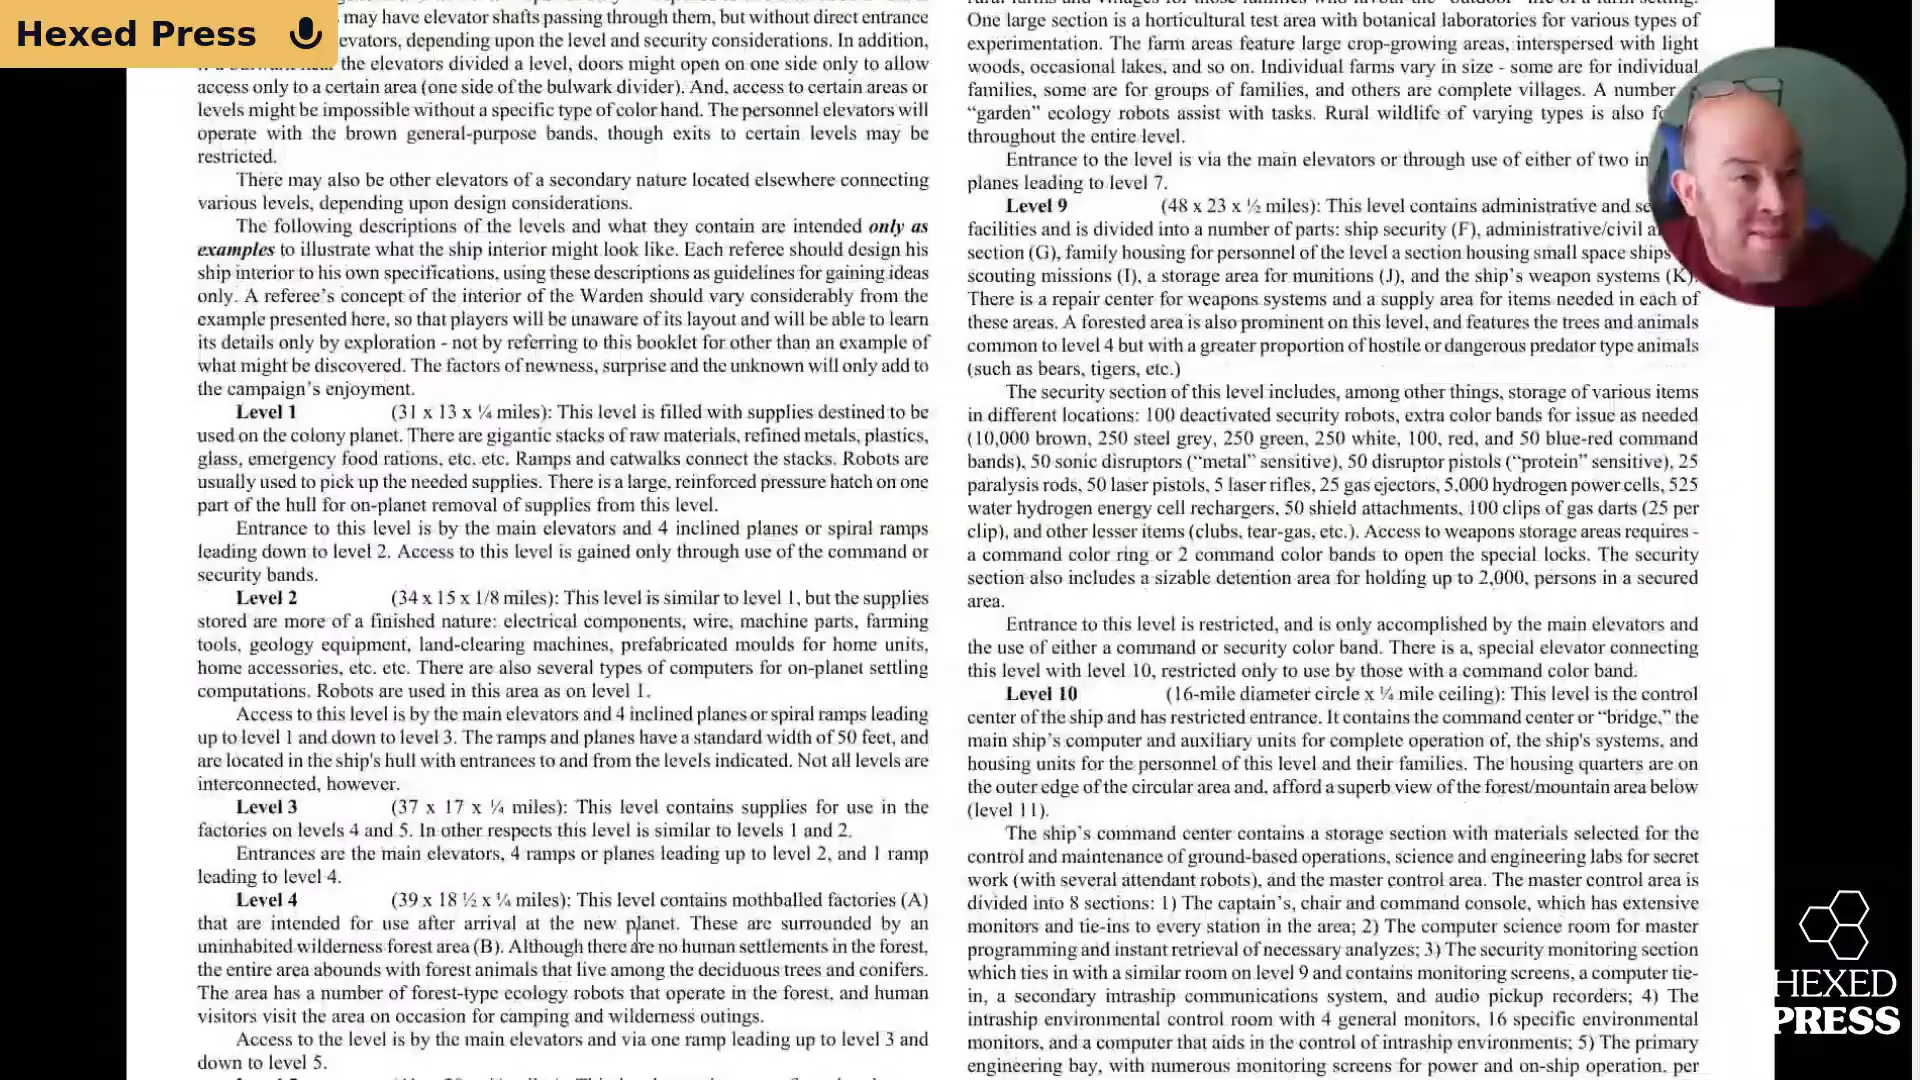 Hexed Press
may have elevator shafts passing through them, but without direct entrance
evators, depending upon the level and security considerations. In addition,
the elevators divided a level, doors might open on one side only to allow
access only to a certain area (one side of the bulwark divider). And, access to certain areas or
levels might be impossible without a specific type of color hand. The personnel elevators will
operate with the brown general-purpose bands, though exits to certain levels may be
restricted.
There may also be other elevators of a secondary nature located elsewhere connecting
various levels, depending upon design considerations.
The following descriptions of the levels and what they contain are intended only as
examples to illustrate what the ship interior might look like. Each referee should design his
ship interior to his own specifications, using these descriptions as guidelines for gaining ideas
only. A referee's concept of the interior of the Warden should vary considerably from the
example presented here, so that players will be unaware of its layout and will be able to learn
its details only by exploration - not by referring to this booklet for other than an example of
what might be discovered. The factors of newness, surprise and the unknown will only add to
the campaign's enjoyment.
Level 1 (31 x 13 x ¼ miles): This level is filled with supplies destined to be
used on the colony planet. There are gigantic stacks of raw materials, refined metals, plastics,
glass, emergency food rations, etc. etc. Ramps and catwalks connect the stacks. Robots are
usually used to pick up the needed supplies. There is a large, reinforced pressure hatch on one
part of the hull for on-planet removal of supplies from this level.
Entrance to this level is by the main elevators and 4 inclined planes or spiral ramps
leading down to level 2. Access to this level is gained only through use of the command or
security bands.
Level 2 (34 x 15 x 1/8 miles): This level is similar to level 1, but the supplies
stored are more of a finished nature: electrical components, wire, machine parts, farming
tools, geology equipment, land-clearing machines, prefabricated moulds for home units,
home accessories, etc. etc. There are also several types of computers for on-planet settling
computations. Robots are used in this area as on level 1.
Access to this level is by the main elevators and 4 inclined planes or spiral ramps leading
up to level 1 and down to level 3. The ramps and planes have a standard width of 50 feet, and
are located in the ship's hull with entrances to and from the levels indicated. Not all levels are
interconnected, however.
Level 3 (37 x 17 x ¼ miles): This level contains supplies for use in the
factories on levels 4 and 5. In other respects this level is similar to levels 1 and 2.
Entrances are the main elevators, 4 ramps or planes leading up to level 2, and 1 ramp
leading to level 4.
Level 4 (39 x 18 ½ x ¼ miles): This level contains mothballed factories (A)
that are intended for use after arrival at the new planet. These are surrounded by an
uninhabited wilderness forest area (B). Although there are no human settlements in the forest,
the entire area abounds with forest animals that live among the deciduous trees and conifers.
The area has a number of forest-type ecology robots that operate in the forest, and human
visitors visit the area on occasion for camping and wilderness outings.
Access to the level is by the main elevators and via one ramp leading up to level 3 and
down to level 5.
One large section is a horticultural test area with botanical laboratories for various types of
experimentation. The farm areas feature large crop-growing areas, interspersed with light
woods, occasional lakes, and so on. Individual farms vary in size - some are for individual
families, some are for groups of families, and others are complete villages. A number
"garden" ecology robots assist with tasks. Rural wildlife of varying types is also fo
throughout the entire level.
Entrance to the level is via the main elevators or through use of either of two in
planes leading to level 7.
Level 9 (48 x 23 x ½ miles): This level contains administrative and se
facilities and is divided into a number of parts: ship security (F), administrative/civil a
section (G), family housing for personnel of the level a section housing small space ships
scouting missions (I), a storage area for munitions (J), and the ship's weapon systems (K).
There is a repair center for weapons systems and a supply area for items needed in each of
these areas. A forested area is also prominent on this level, and features the trees and animals
common to level 4 but with a greater proportion of hostile or dangerous predator type animals
(such as bears, tigers, etc.)
The security section of this level includes, among other things, storage of various items
in different locations: 100 deactivated security robots, extra color bands for issue as needed
(10,000 brown, 250 steel grey, 250 green, 250 white, 100, red, and 50 blue-red command
bands), 50 sonic disruptors ("metal" sensitive), 50 disruptor pistols ("protein" sensitive), 25
paralysis rods, 50 laser pistols, 5 laser rifles, 25 gas ejectors, 5,000 hydrogen power cells, 525
water hydrogen energy cell rechargers, 50 shield attachments, 100 clips of gas darts (25 per
clip), and other lesser items (clubs, tear-gas, etc.). Access to weapons storage areas requires -
a command color ring or 2 command color bands to open the special locks. The security
section also includes a sizable detention area for holding up to 2,000, persons in a secured
area.
Entrance to this level is restricted, and is only accomplished by the main elevators and
the use of either a command or security color band. There is a, special elevator connecting
this level with level 10, restricted only to use by those with a command color band.
Level 10 (16-mile diameter circle x ¼ mile ceiling): This level is the control
center of the ship and has restricted entrance. It contains the command center or "bridge," the
main ship's computer and auxiliary units for complete operation of, the ship's systems, and
housing units for the personnel of this level and their families. The housing quarters are on
the outer edge of the circular area and, afford a superb view of the forest/mountain area below
(level 11).
The ship's command center contains a storage section with materials selected for the
control and maintenance of ground-based operations, science and engineering labs for secret
work (with several attendant robots), and the master control area. The master control area is
divided into 8 sections: 1) The captain's, chair and command console, which has extensive
monitors and tie-ins to every station in the area; 2) The computer science room for master
programming and instant retrieval of necessary analyzes; 3) The security monitoring section
which ties in with a similar room on level 9 and contains monitoring screens, a computer tie-
in, a secondary intraship communications system, and audio pickup recorders; 4) The
intraship environmental control room with 4 general monitors, 16 specific environmental
monitors, and a computer that aids in the control of intraship environments; 5) The primary
engineering bay, with numerous monitoring screens for power and on-ship operation, per
HEXED
PRESS